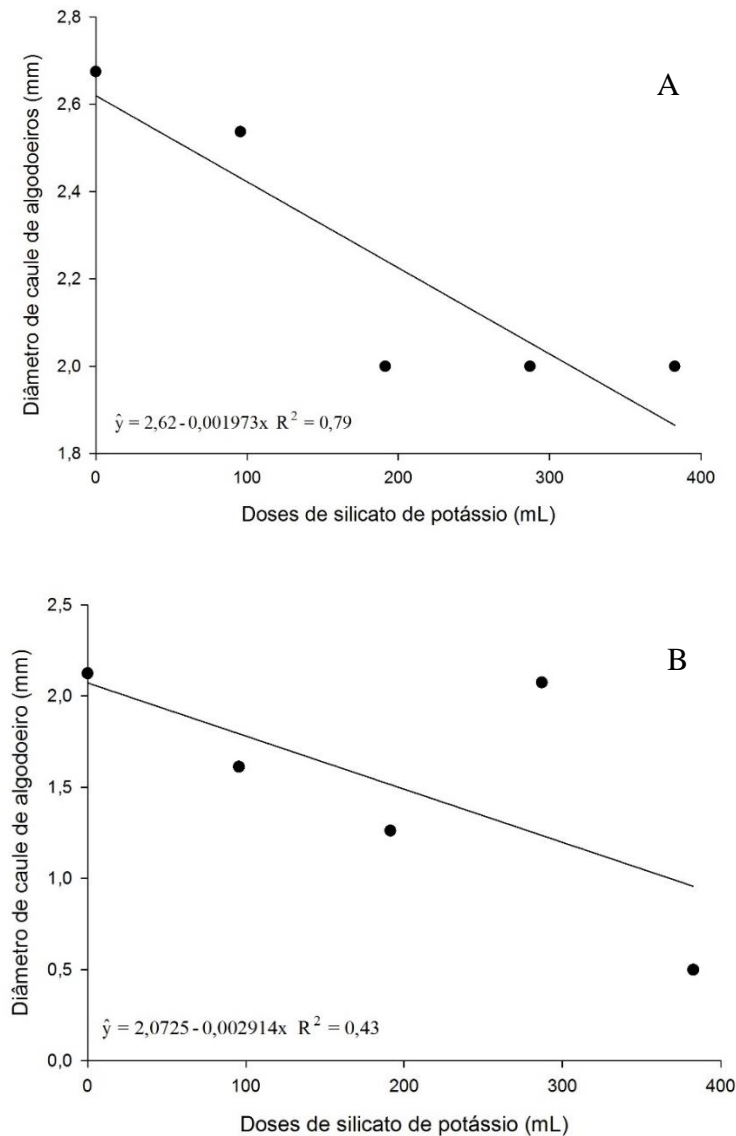 Diâmetro de caule de algodoeiros (mm)
2,8
2,6
2,4
2,2
2,0
1,8
A
ŷ = 2,62 - 0,001973x R² = 0,79
0 100 200 300 400
Doses de silicato de potássio (mL)
Diâmetro de caule de algodoeiro (mm)
2,5
2,0
1,5
1,0
0,5
0,0
B
ŷ = 2,0725 - 0,002914x R² = 0,43
0 100 200 300 400
Doses de silicato de potássio (mL)